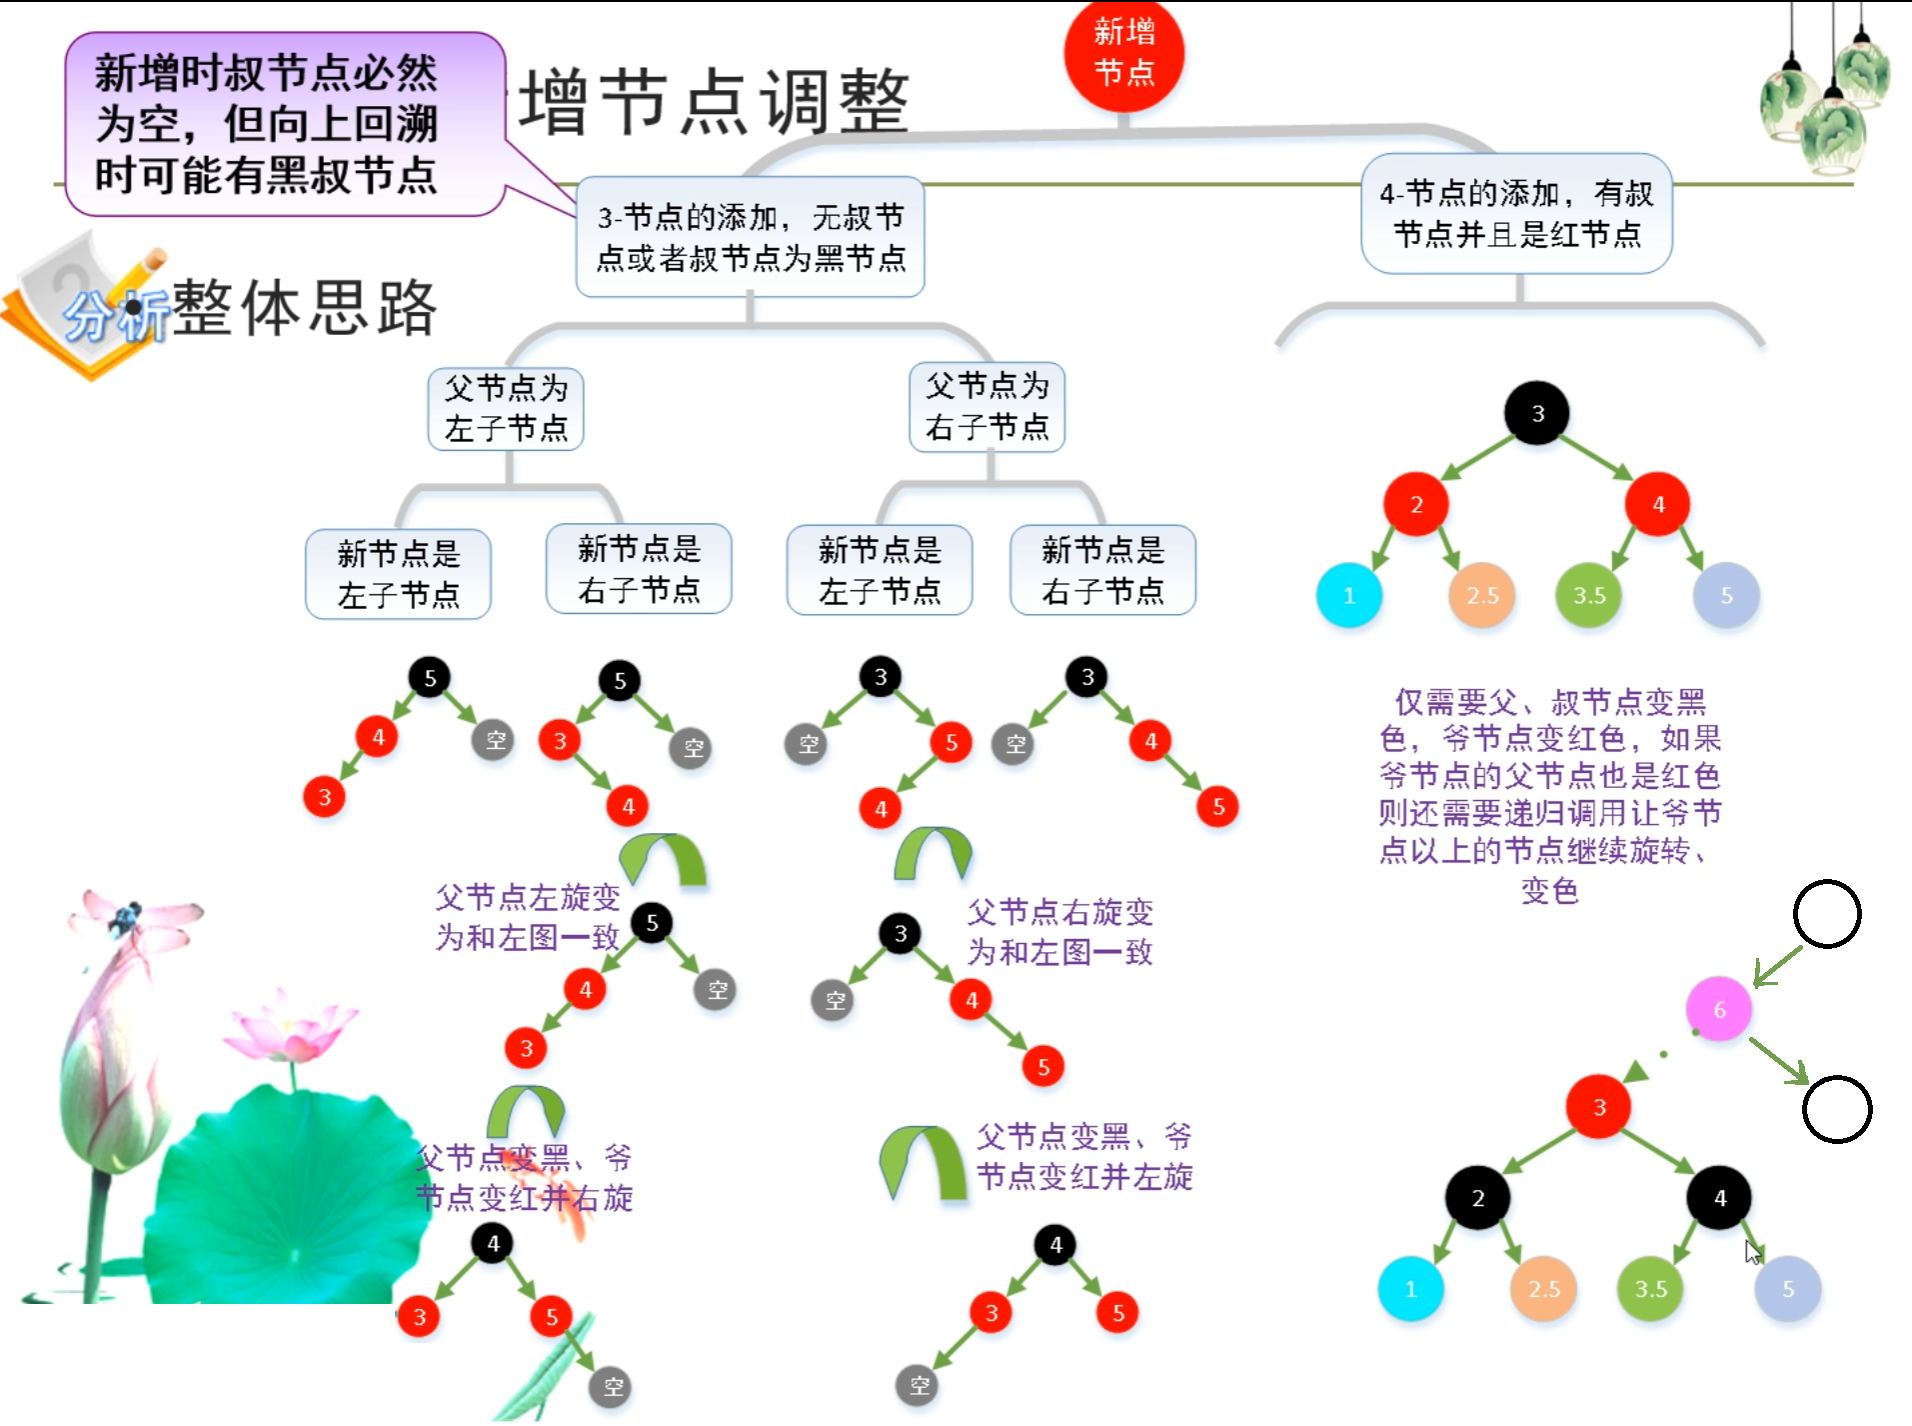 新增
节点
新增时叔节点必然
为空，但向上回溯
时可能有黑叔节点
增节点调整
3-节点的添加，无叔节
点或者叔节点为黑节点
4-节点的添加，有叔
节点并且是红节点
分析
整体思路
父节点为
左子节点
父节点为
右子节点
新节点是
左子节点
新节点是
右子节点
新节点是
左子节点
新节点是
右子节点
3
2
4
1
2.5
3.5
5
5
4
空
3
5
3
空
4
3
空
5
4
3
空
4
5
仅需要父、叔节点变黑
色，爷节点变红色，如果
爷节点的父节点也是红色
则还需要递归调用让爷节
点以上的节点继续旋转、
变色
父节点左旋变
为和左图一致
5
4
空
3
父节点右旋变
为和左图一致
3
空
4
5
父节点变黑、爷
节点变红并右旋
4
3
5
空
父节点变黑、爷
节点变红并左旋
4
3
5
空
6
3
2
4
1
2.5
3.5
5